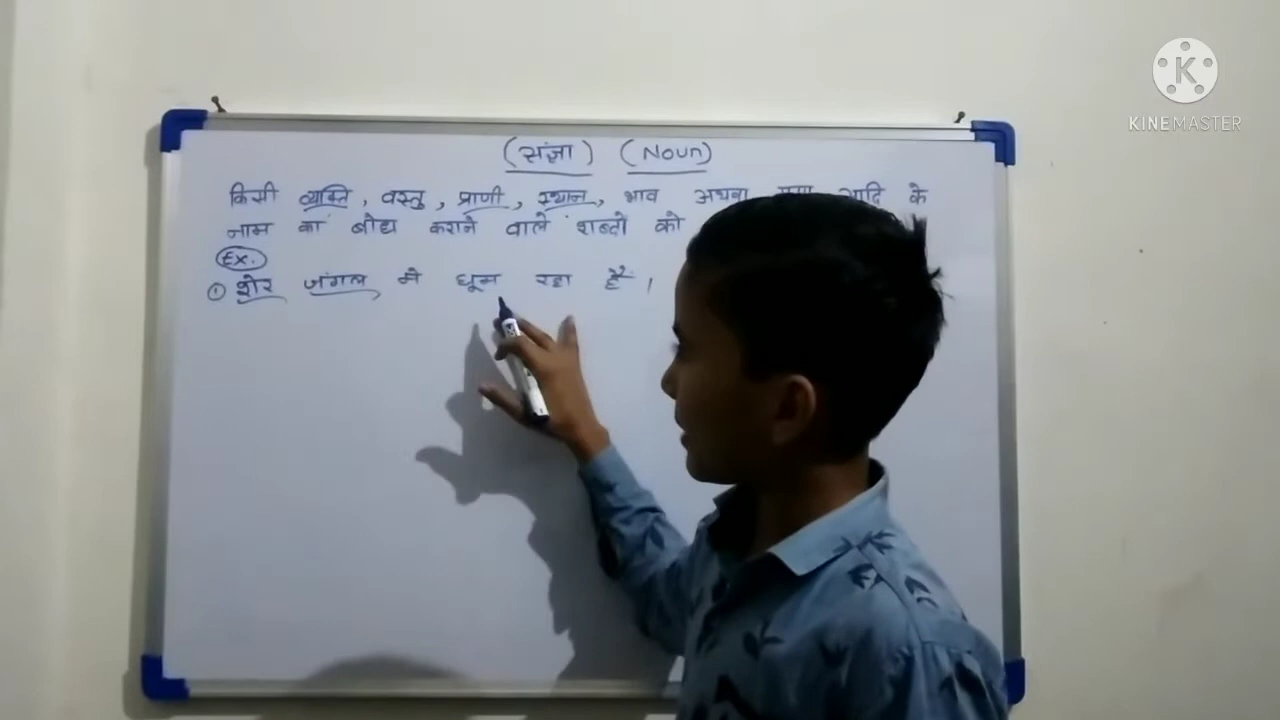 K
KINEMASTER
(संज्ञा) (Noun)
किसी व्यक्ति, वस्तु, प्राणी, स्थान, भाव अथवा आदि के
नाम का बोध कराने वाले शब्दो को
Ex.
① शेर जंगल मे घूम रहा है।